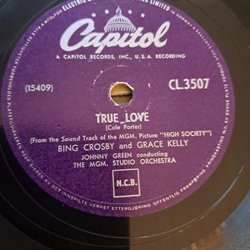 Capitol
A CAPITOL RECORDS, INC., U.S.A. RECORDING
(15409)
CL.3507
TRUE LOVE
(Cole Porter)
(From the Sound Track of the MGM. Picture "HIGH SOCIETY")
BING CROSBY and GRACE KELLY
JOHNNY GREEN conducting
THE MGM. STUDIO ORCHESTRA
N.C.B.